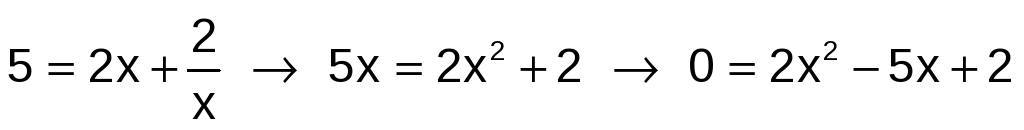 5 = 2x + 2/x → 5x = 2x² + 2 → 0 = 2x² − 5x + 2